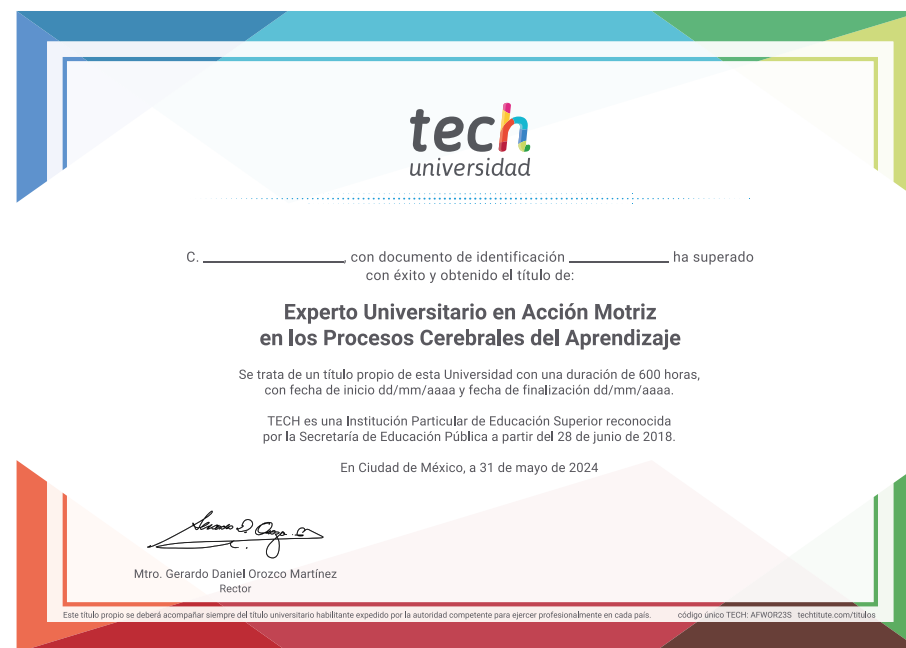 tech
universidad
C. ____________, con documento de identificación ____________ ha superado
con éxito y obtenido el título de:
Experto Universitario en Acción Motriz
en los Procesos Cerebrales del Aprendizaje
Se trata de un título propio de esta Universidad con una duración de 600 horas,
con fecha de inicio dd/mm/aaaa y fecha de finalización dd/mm/aaaa.
TECH es una Institución Particular de Educación Superior reconocida
por la Secretaría de Educación Pública a partir del 28 de junio de 2018.
En Ciudad de México, a 31 de mayo de 2024
Mtro. Gerardo Daniel Orozco Martínez
Rector
Este título propio se deberá acompañar siempre del título universitario habilitante expedido por la autoridad competente para ejercer profesionalmente en cada país. código único TECH: AFWOR23S techtitute.com/titulos